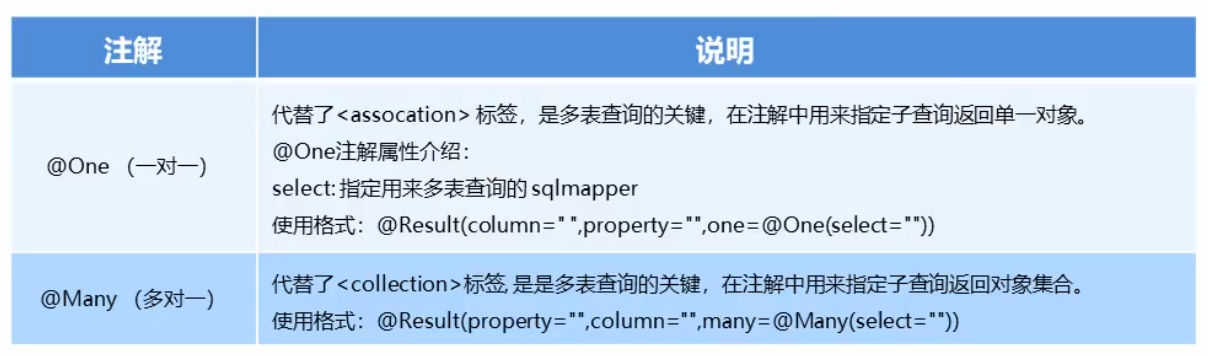 注解
说明
@One (一对一)
代替了<assocation> 标签，是多表查询的关键，在注解中用来指定子查询返回单一对象。
@One注解属性介绍：
select: 指定用来多表查询的 sqlmapper
使用格式：@Result(column=" ",property="",one=@One(select=""))
@Many (多对一)
代替了<collection>标签, 是是多表查询的关键，在注解中用来指定子查询返回对象集合。
使用格式：@Result(property="",column="",many=@Many(select=""))